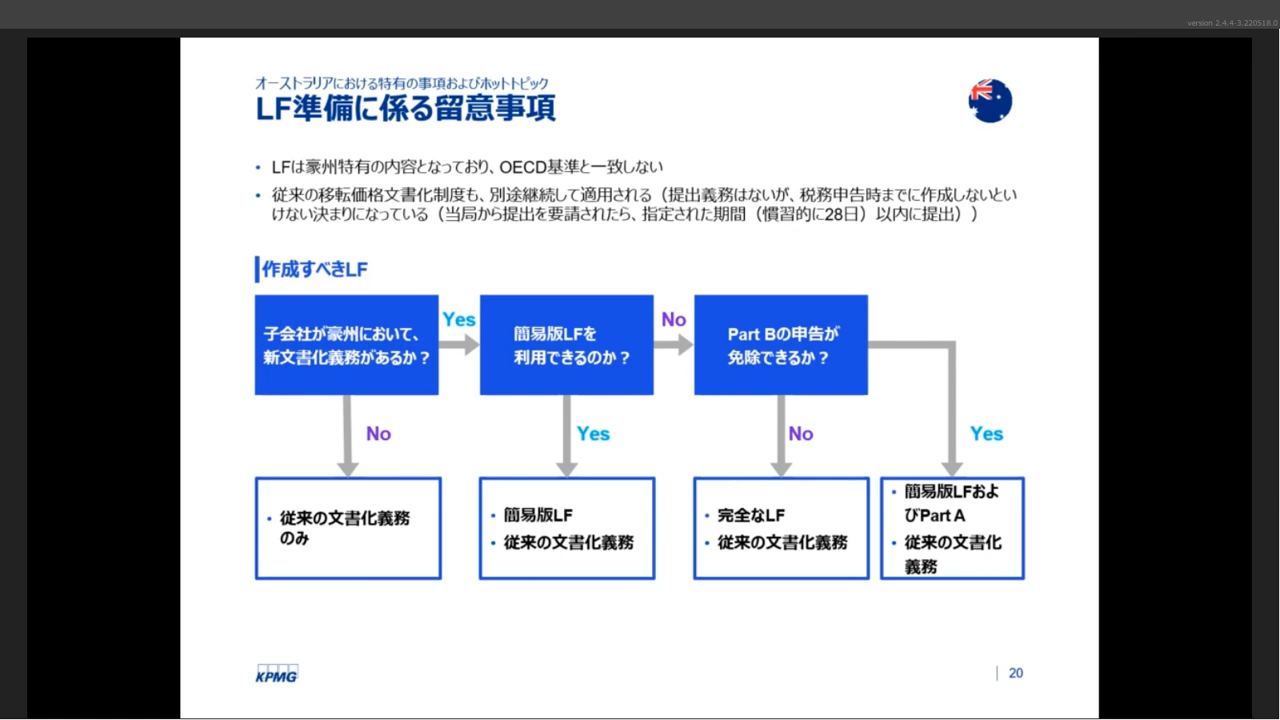 version 2.4.4-3.220518.0
オーストラリアにおける特有の事項およびホットトピック
LF準備に係る留意事項
• LFは豪州特有の内容となっており、OECD基準と一致しない
• 従来の移転価格文書化制度も、別途継続して適用される（提出義務はないが、税務申告時までに作成しないとい
けない決まりになっている（当局から提出を要請されたら、指定された期間（慣習的に28日）以内に提出））
作成すべきLF
子会社が豪州において、
新文書化義務があるか？
Yes
簡易版LFを
利用できるのか？
No
Part Bの申告が
免除できるか？
No
Yes
No
Yes
• 従来の文書化義務
のみ
• 簡易版LF
• 従来の文書化義務
• 完全なLF
• 従来の文書化義務
• 簡易版LFおよ
びPart A
• 従来の文書化
義務
KPMG
20